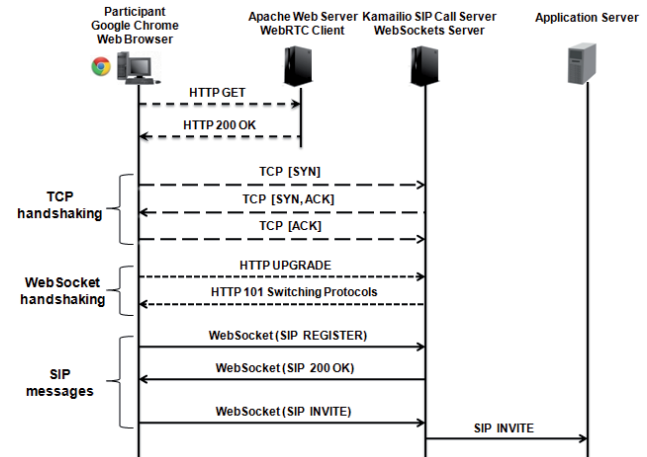 Participant
Google Chrome
Web Browser
Apache Web Server
WebRTC Client
Kamailio SIP Call Server
WebSockets Server
Application Server
HTTP GET
HTTP 200 OK
TCP handshaking
TCP [SYN]
TCP [SYN, ACK]
TCP [ACK]
WebSocket handshaking
HTTP UPGRADE
HTTP 101 Switching Protocols
SIP messages
WebSocket (SIP REGISTER)
WebSocket (SIP 200 OK)
WebSocket (SIP INVITE)
SIP INVITE